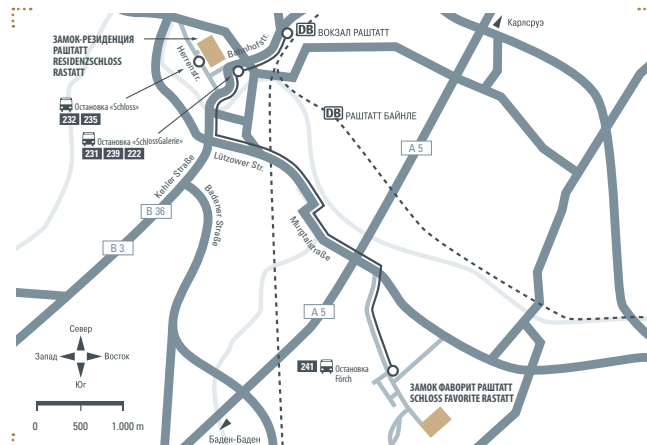 Карлсруэ
DB ВОКЗАЛ РАШТАТТ
ЗАМОК-РЕЗИДЕНЦИЯ
РАШТАТТ
RESIDENZSCHLOSS
RASTATT
Bahnhofstr.
Herrenstr.
Остановка «Schloss»
232 235
DB РАШТАТТ БАЙНЛЕ
Остановка «SchlossGalerie»
231 239 222
A 5
Lützower Str.
Kehler Straße
Badener Straße
B 36
Murgtalstraße
B 3
A 5
Север
Запад Восток
Юг
241 Остановка
Förch
ЗАМОК ФАВОРИТ РАШТАТТ
SCHLOSS FAVORITE RASTATT
0 500 1.000 m
Баден-Баден